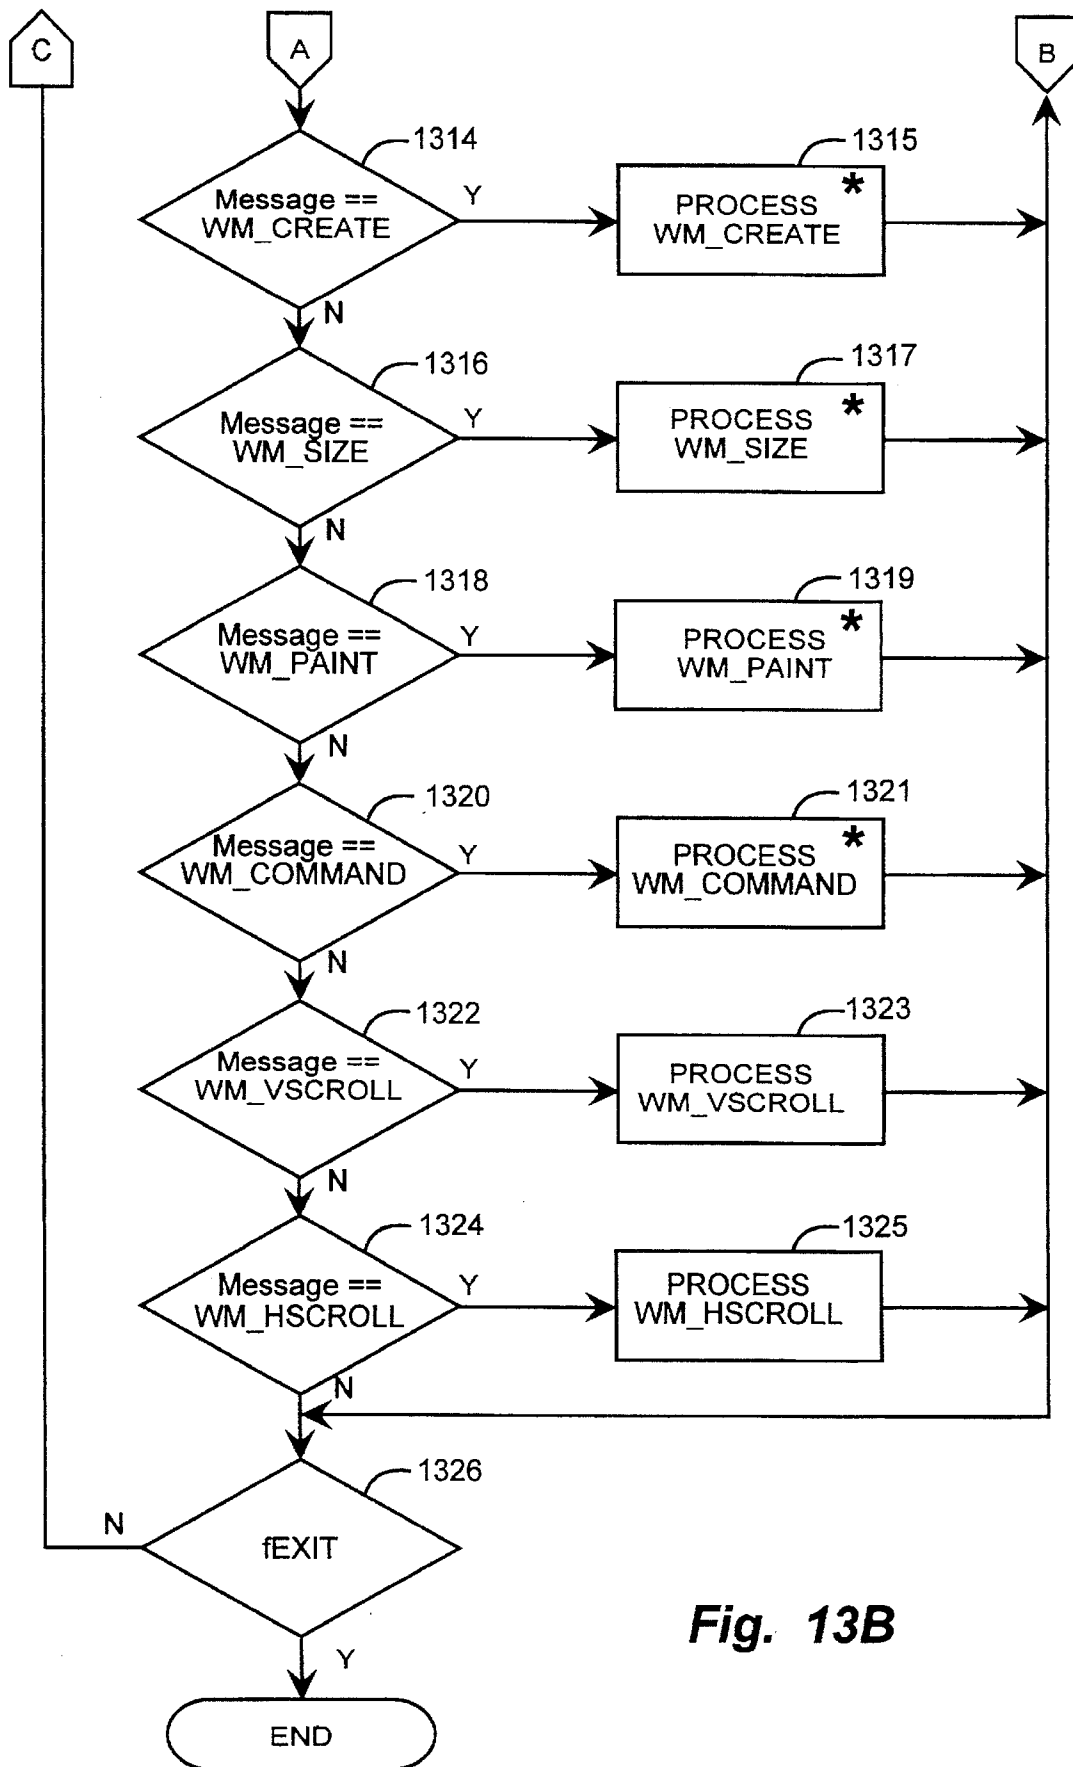 C
A
B
1314
Message ==
WM_CREATE
Y
N
1315
PROCESS *
WM_CREATE
1316
Message ==
WM_SIZE
Y
N
1317
PROCESS *
WM_SIZE
1318
Message ==
WM_PAINT
Y
N
1319
PROCESS *
WM_PAINT
1320
Message ==
WM_COMMAND
Y
N
1321
PROCESS *
WM_COMMAND
1322
Message ==
WM_VSCROLL
Y
N
1323
PROCESS
WM_VSCROLL
1324
Message ==
WM_HSCROLL
Y
N
1325
PROCESS
WM_HSCROLL
1326
fEXIT
N
Y
END
Fig. 13B